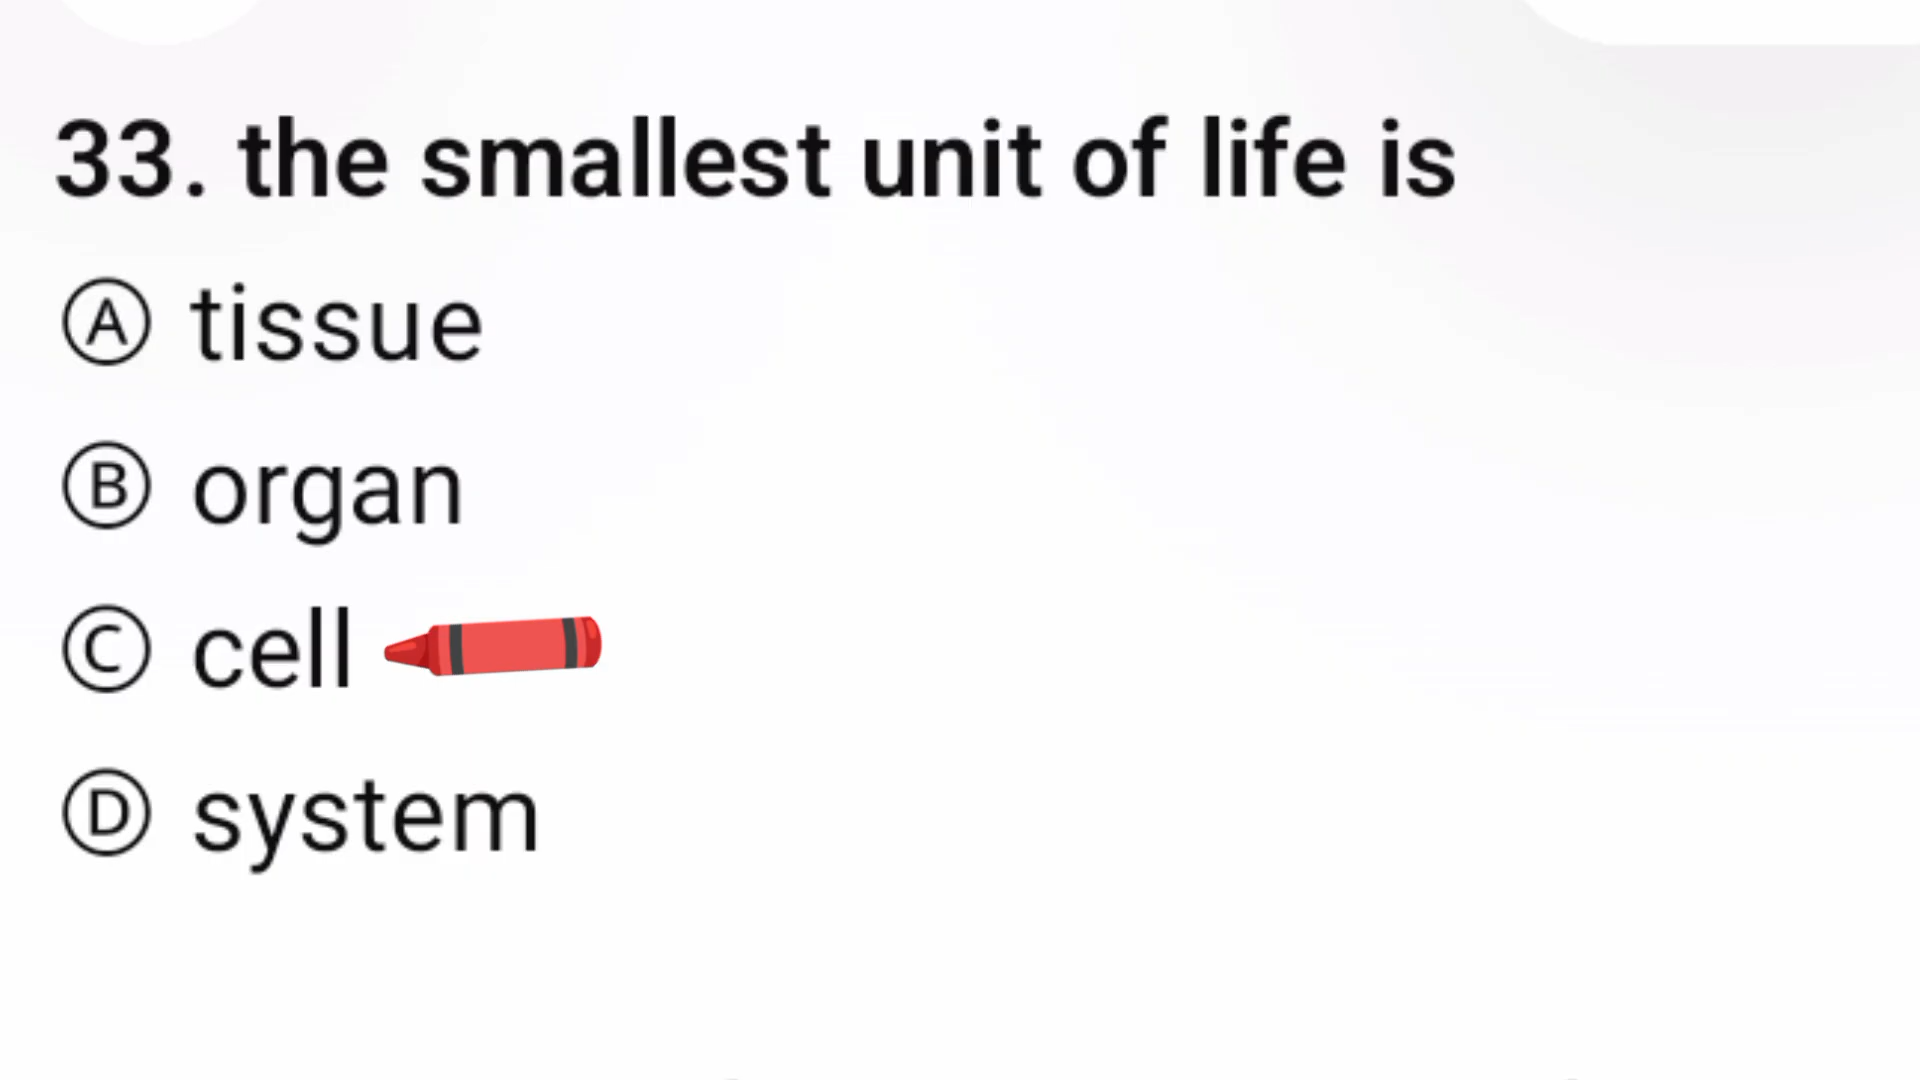 33. the smallest unit of life is
Ⓐ tissue
Ⓑ organ
Ⓒ cell
Ⓓ system